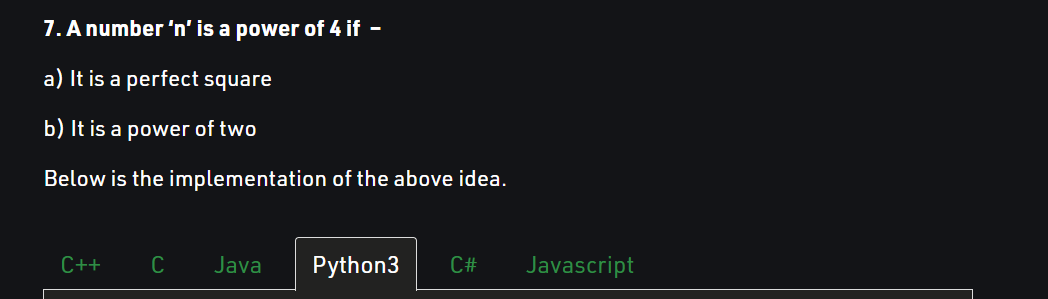 7. A number ‘n’ is a power of 4 if –
a) It is a perfect square
b) It is a power of two
Below is the implementation of the above idea.
C++ C Java Python3 C# Javascript